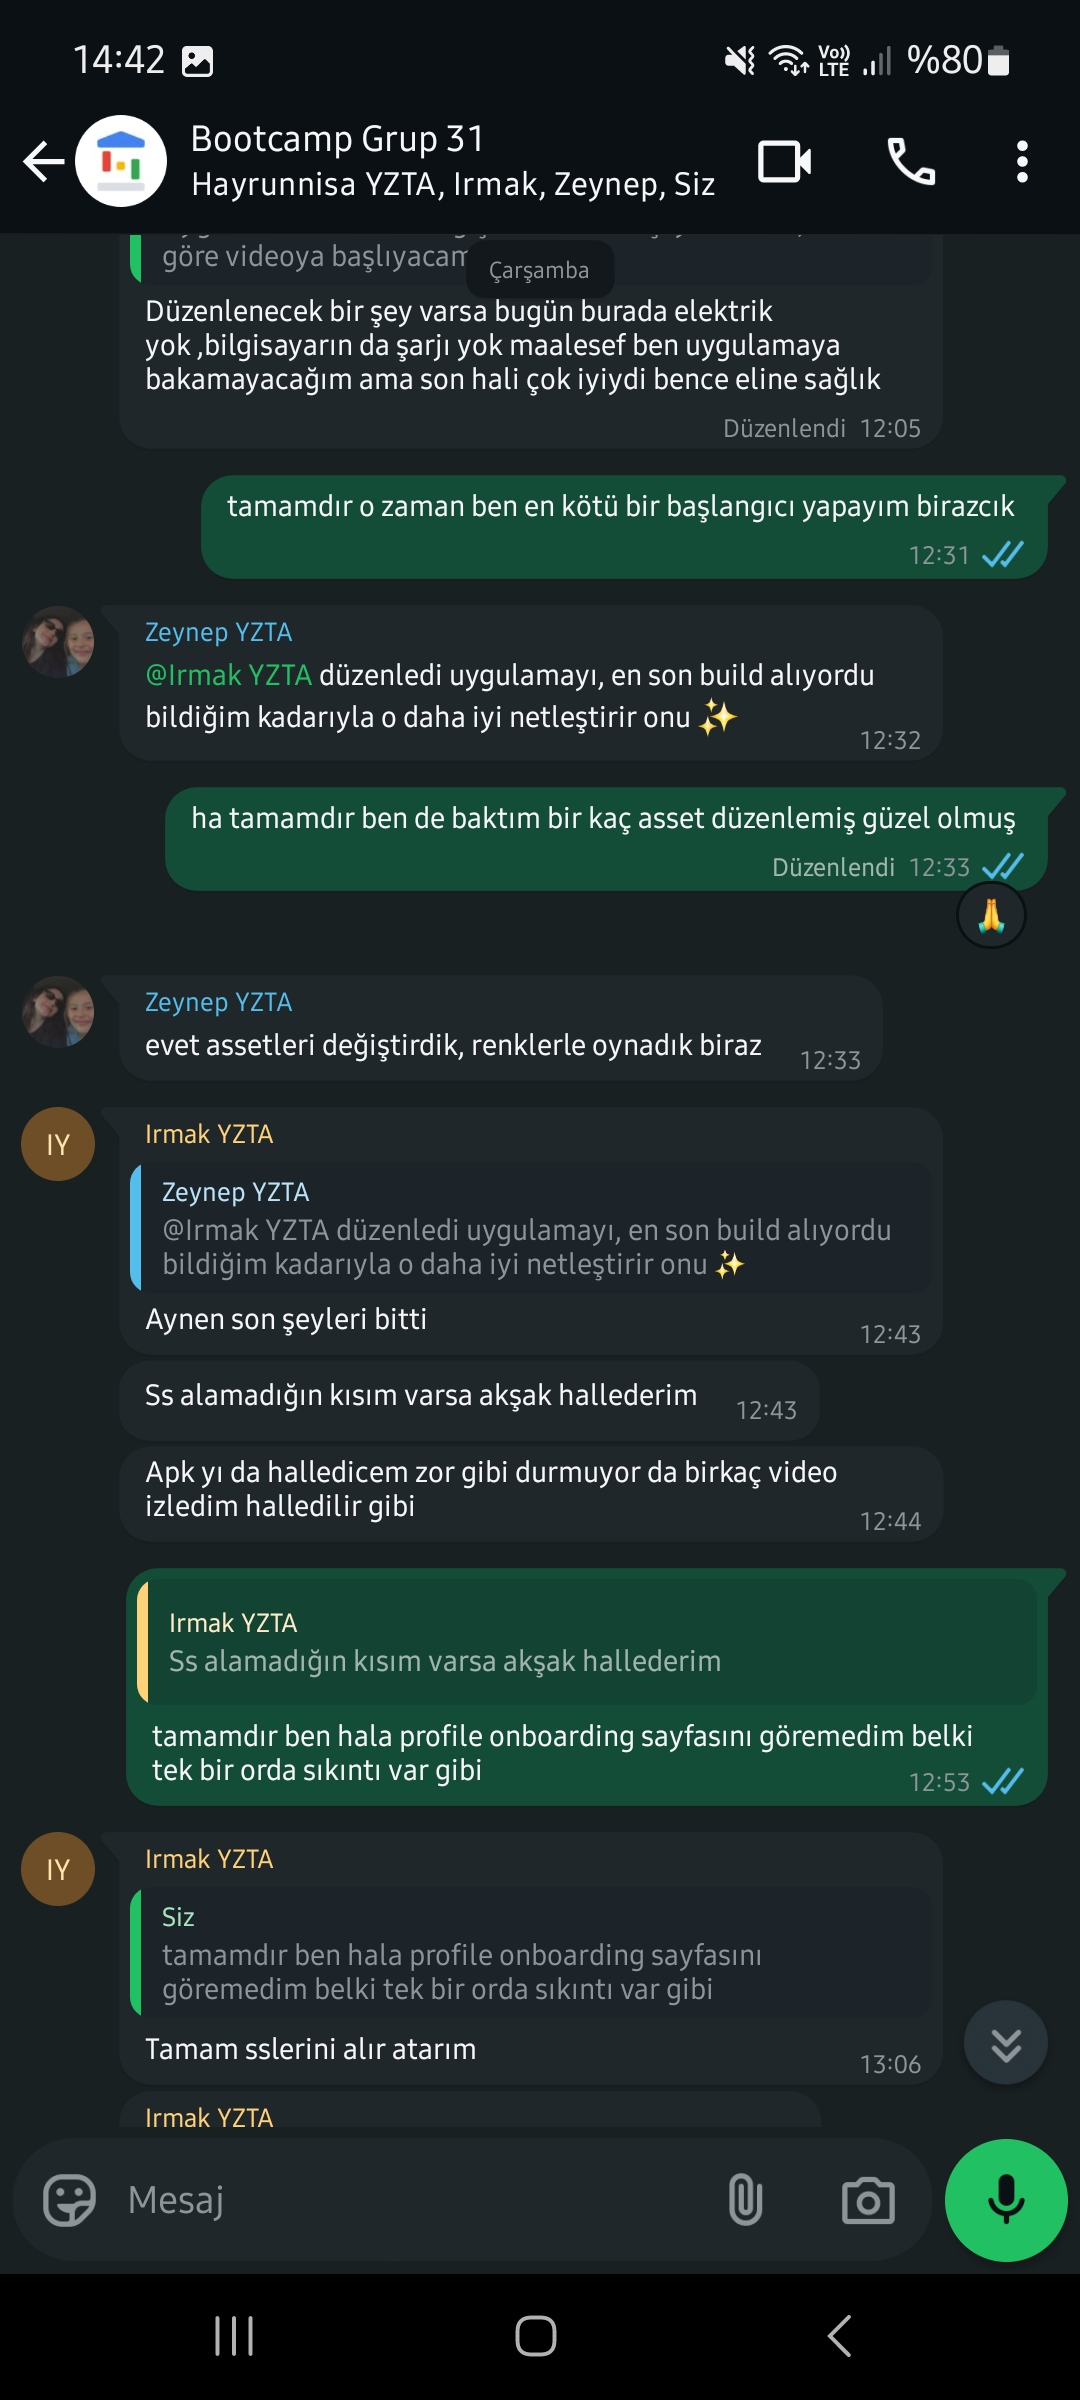 14:42
Vo))
LTE
%80
Bootcamp Grup 31
Hayrunnisa YZTA, Irmak, Zeynep, Siz
göre videoya başlıyacam
Çarşamba
Düzenlenecek bir şey varsa bugün burada elektrik
yok ,bilgisayarın da şarjı yok maalesef ben uygulamaya
bakamayacağım ama son hali çok iyiydi bence eline sağlık
Düzenlendi 12:05
tamamdır o zaman ben en kötü bir başlangıcı yapayım birazcık
12:31
Zeynep YZTA
@Irmak YZTA düzenledi uygulamayı, en son build alıyordu
bildiğim kadarıyla o daha iyi netleştirir onu ✨
12:32
ha tamamdır ben de baktım bir kaç asset düzenlemiş güzel olmuş
Düzenlendi 12:33
🙏
Zeynep YZTA
evet assetleri değiştirdik, renklerle oynadık biraz
12:33
IY
Irmak YZTA
Zeynep YZTA
@Irmak YZTA düzenledi uygulamayı, en son build alıyordu
bildiğim kadarıyla o daha iyi netleştirir onu ✨
Aynen son şeyleri bitti
12:43
Ss alamadığın kısım varsa akşak hallederim
12:43
Apk yı da halledicem zor gibi durmuyor da birkaç video
izledim halledilir gibi
12:44
Irmak YZTA
Ss alamadığın kısım varsa akşak hallederim
tamamdır ben hala profile onboarding sayfasını göremedim belki
tek bir orda sıkıntı var gibi
12:53
IY
Irmak YZTA
Siz
tamamdır ben hala profile onboarding sayfasını
göremedim belki tek bir orda sıkıntı var gibi
Tamam sslerini alır atarım
13:06
Irmak YZTA
Mesaj